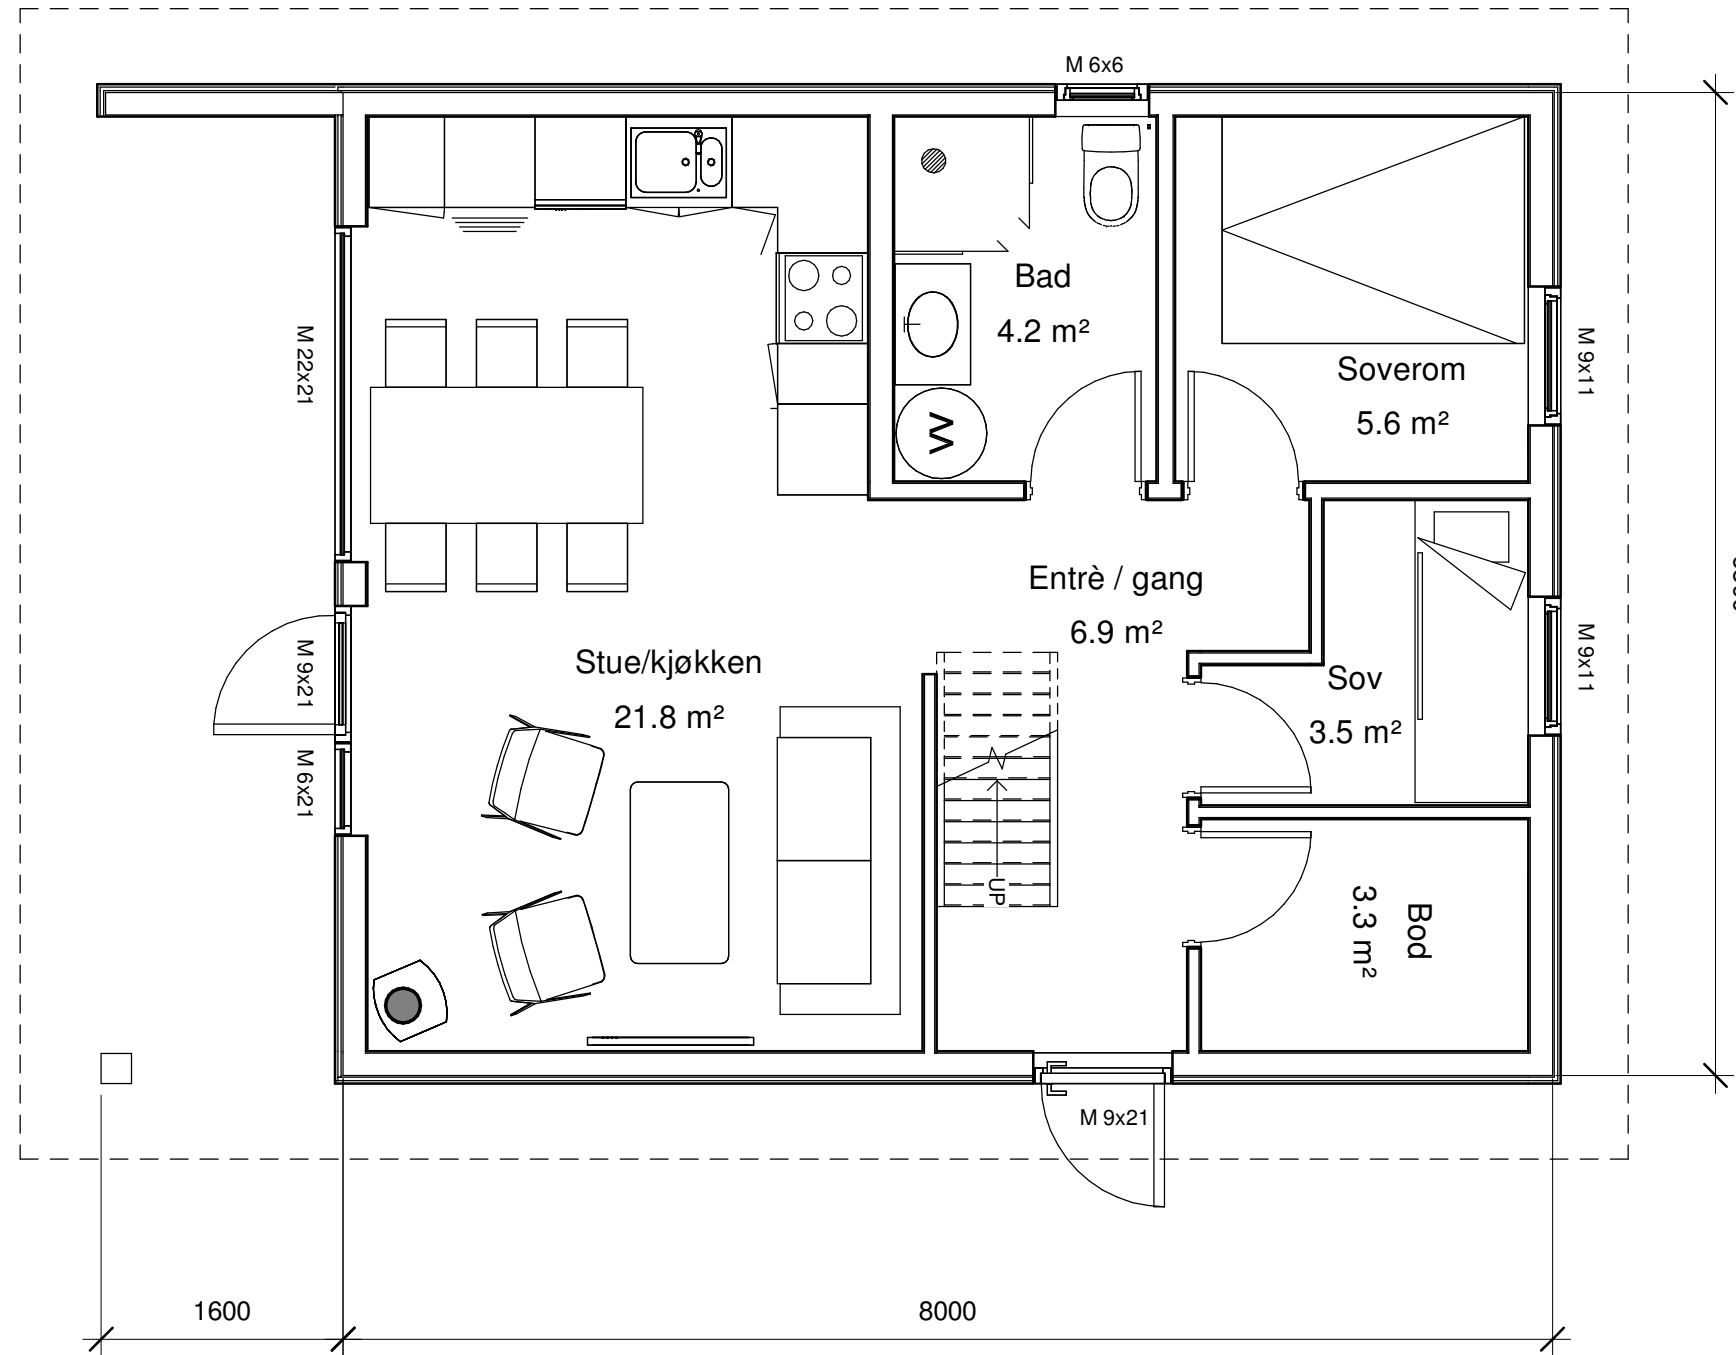 M 6x6
Bad
4.2 m²
M 22x21
Soverom
5.6 m²
M 9x11
VV
Entrè / gang
6.9 m²
Stue/kjøkken
21.8 m²
M 9x21
M 6x21
Sov
3.5 m²
M 9x11
UP
Bod
3.3 m²
M 9x21
1600
8000